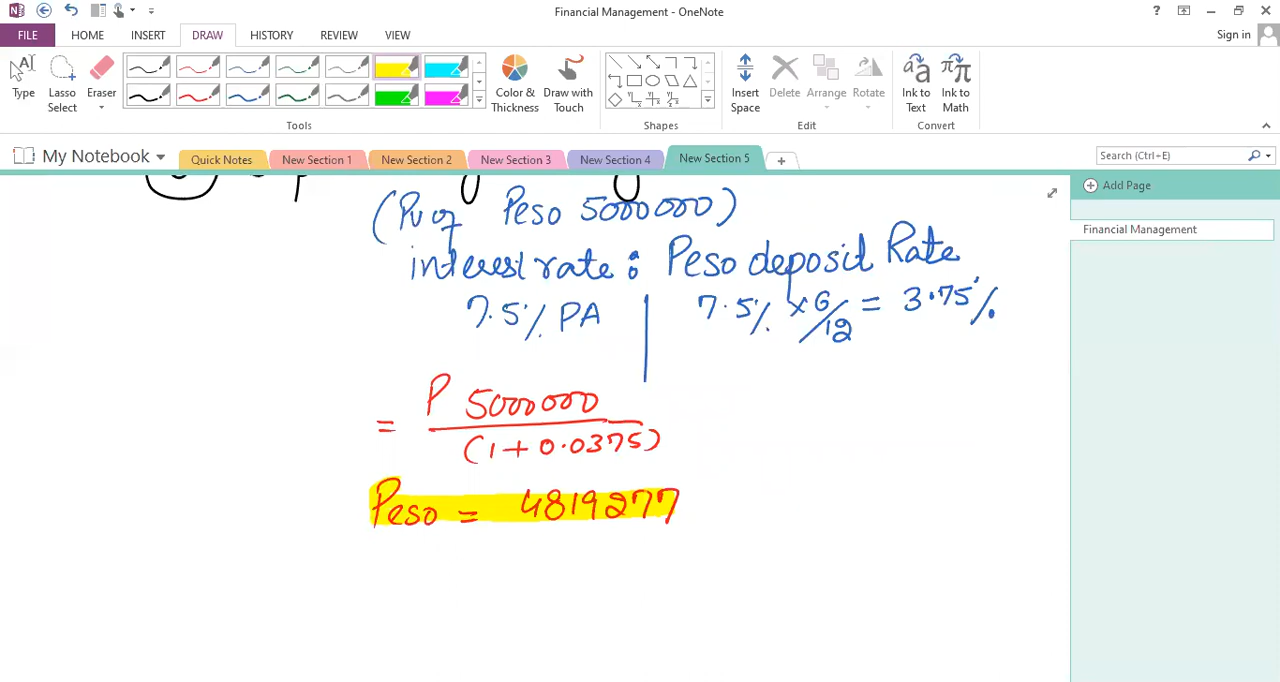 Financial Management - OneNote
FILE HOME INSERT DRAW HISTORY REVIEW VIEW
Sign in
Type
Lasso Select
Eraser
Color & Thickness
Draw with Touch
Insert Space
Delete
Arrange
Rotate
Ink to Text
Ink to Math
Tools Shapes Edit Convert
My Notebook Quick Notes New Section 1 New Section 2 New Section 3 New Section 4 New Section 5
Search (Ctrl+E)
Add Page
Financial Management
(Pv of Peso 5000000)
interest rate : Peso deposit Rate
7.5% PA 7.5% x 6/12 = 3.75%
= P 5000000
(1 + 0.0375)
Peso = 4819277